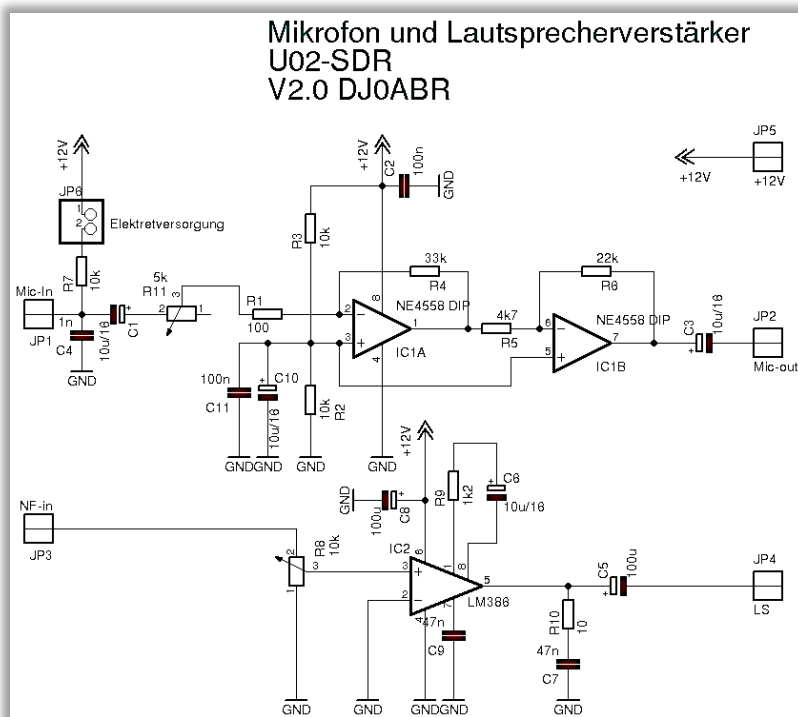 Mikrofon und Lautsprecherverstärker
U02-SDR
V2.0 DJ0ABR
+12V
JP6
1
2
Elektretversorgung
R7
10k
Mic-In
JP1
1n
C4
GND
10u/16
C1
5k
R11
3
2
1
R1
100
R3
10k
+12V
C2
100n
GND
33k
R4
NE4558 DIP
2
3
8
4
1
IC1A
100n
C11
C10
10u/16
R2
10k
GND
GND
GND
GND
4k7
R5
22k
R6
NE4558 DIP
6
5
7
IC1B
C3
10u/16
JP2
Mic-out
JP5
+12V
+12V
NF-in
JP3
R8
10k
2
3
1
GND
+12V
GND
100u
C8
R9
1k2
C6
10u/16
IC2
3
2
6
1
8
5
4
7
LM386
47n
C9
GND
GND
GND
C5
100u
R10
10
47n
C7
GND
JP4
LS